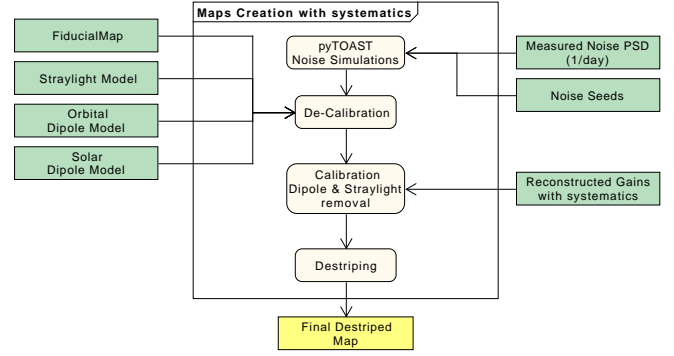 Maps Creation with systematics
FiducialMap
Straylight Model
Orbital
Dipole Model
Solar
Dipole Model
pyTOAST
Noise Simulations
De-Calibration
Calibration
Dipole & Straylight
removal
Destriping
Measured Noise PSD
(1/day)
Noise Seeds
Reconstructed Gains
with systematics
Final Destriped
Map